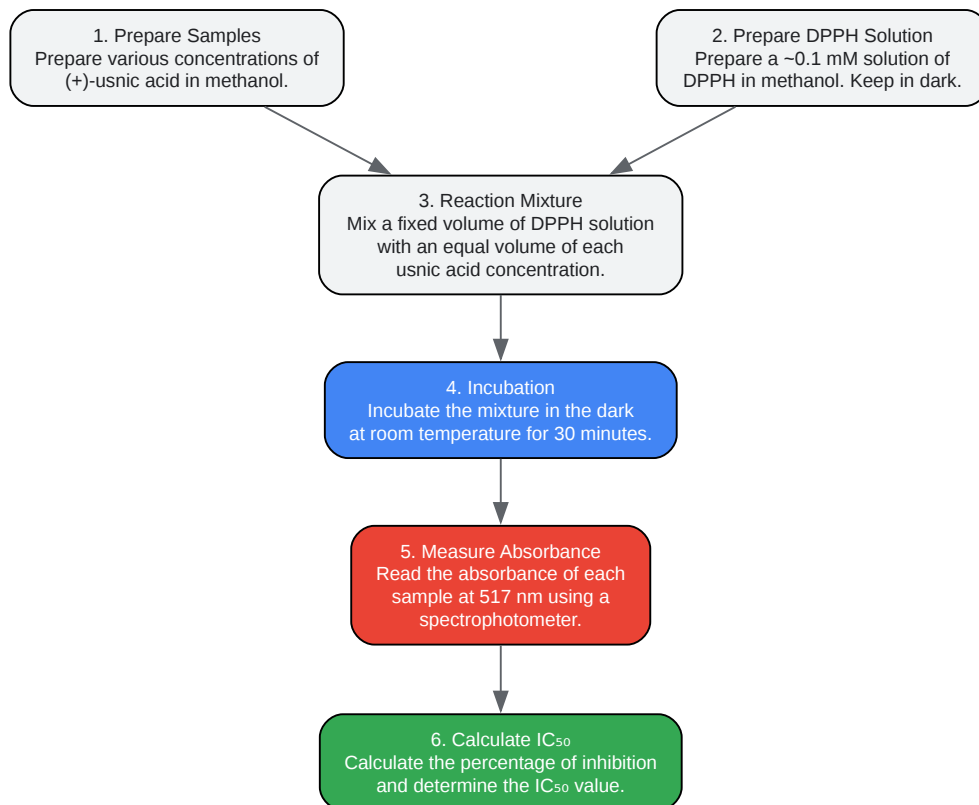 1. Prepare Samples
Prepare various concentrations of
(+)-usnic acid in methanol.
2. Prepare DPPH Solution
Prepare a ~0.1 mM solution of
DPPH in methanol. Keep in dark.
3. Reaction Mixture
Mix a fixed volume of DPPH solution
with an equal volume of each
usnic acid concentration.
4. Incubation
Incubate the mixture in the dark
at room temperature for 30 minutes.
5. Measure Absorbance
Read the absorbance of each
sample at 517 nm using a
spectrophotometer.
6. Calculate IC₅₀
Calculate the percentage of inhibition
and determine the IC₅₀ value.